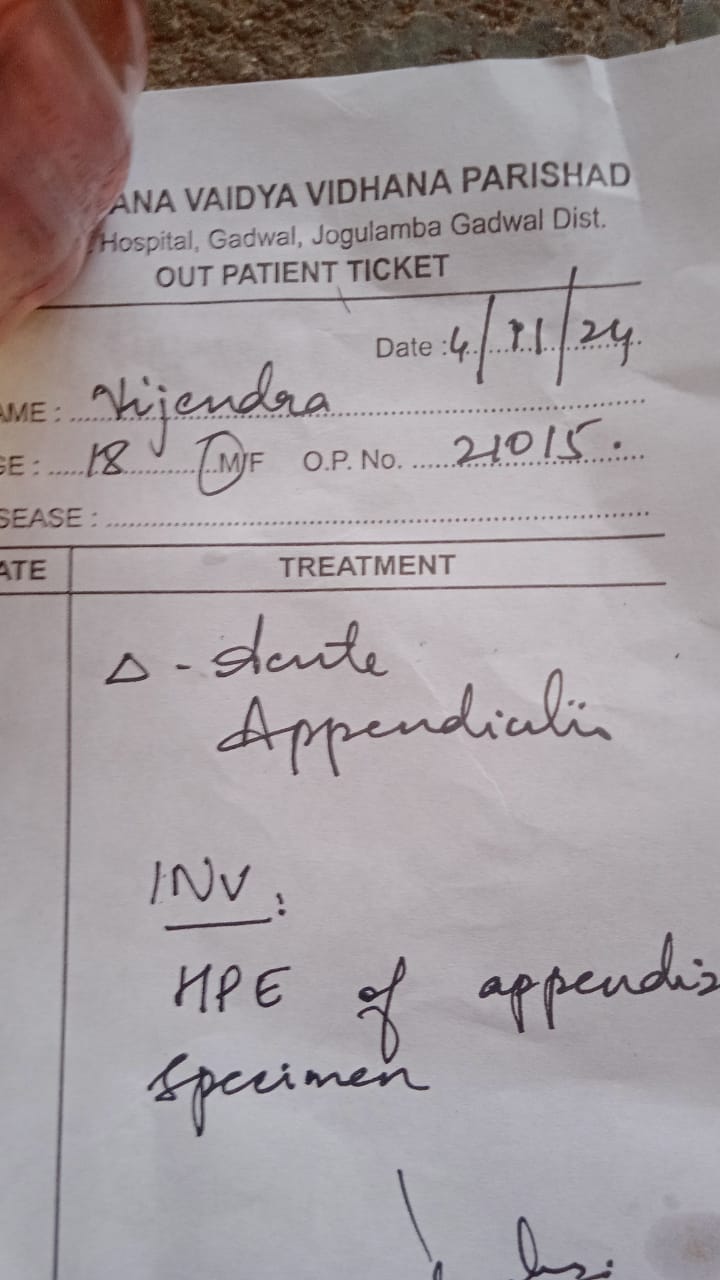 ANA VAIDYA VIDHANA PARISHAD
Hospital, Gadwal, Jogulamba Gadwal Dist.
OUT PATIENT TICKET
Date : 4/11/24
AME : Vijendra
GE : 18 M/F O.P. No. 21015.
SEASE :
ATE TREATMENT
Δ - Acute
Appendicitis
INV :
HPE of appendix
specimen